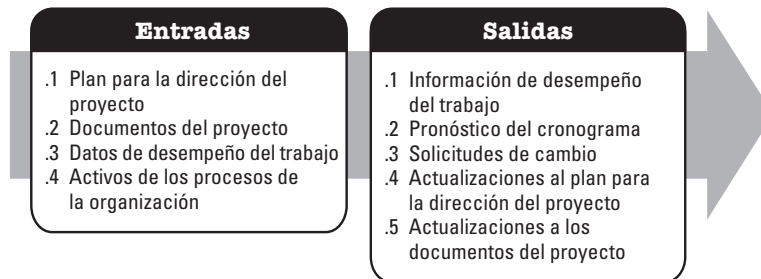 Entradas
.1 Plan para la dirección del
proyecto
.2 Documentos del proyecto
.3 Datos de desempeño del trabajo
.4 Activos de los procesos de
la organización
Salidas
.1 Información de desempeño
del trabajo
.2 Pronóstico del cronograma
.3 Solicitudes de cambio
.4 Actualizaciones al plan para
la dirección del proyecto
.5 Actualizaciones a los
documentos del proyecto